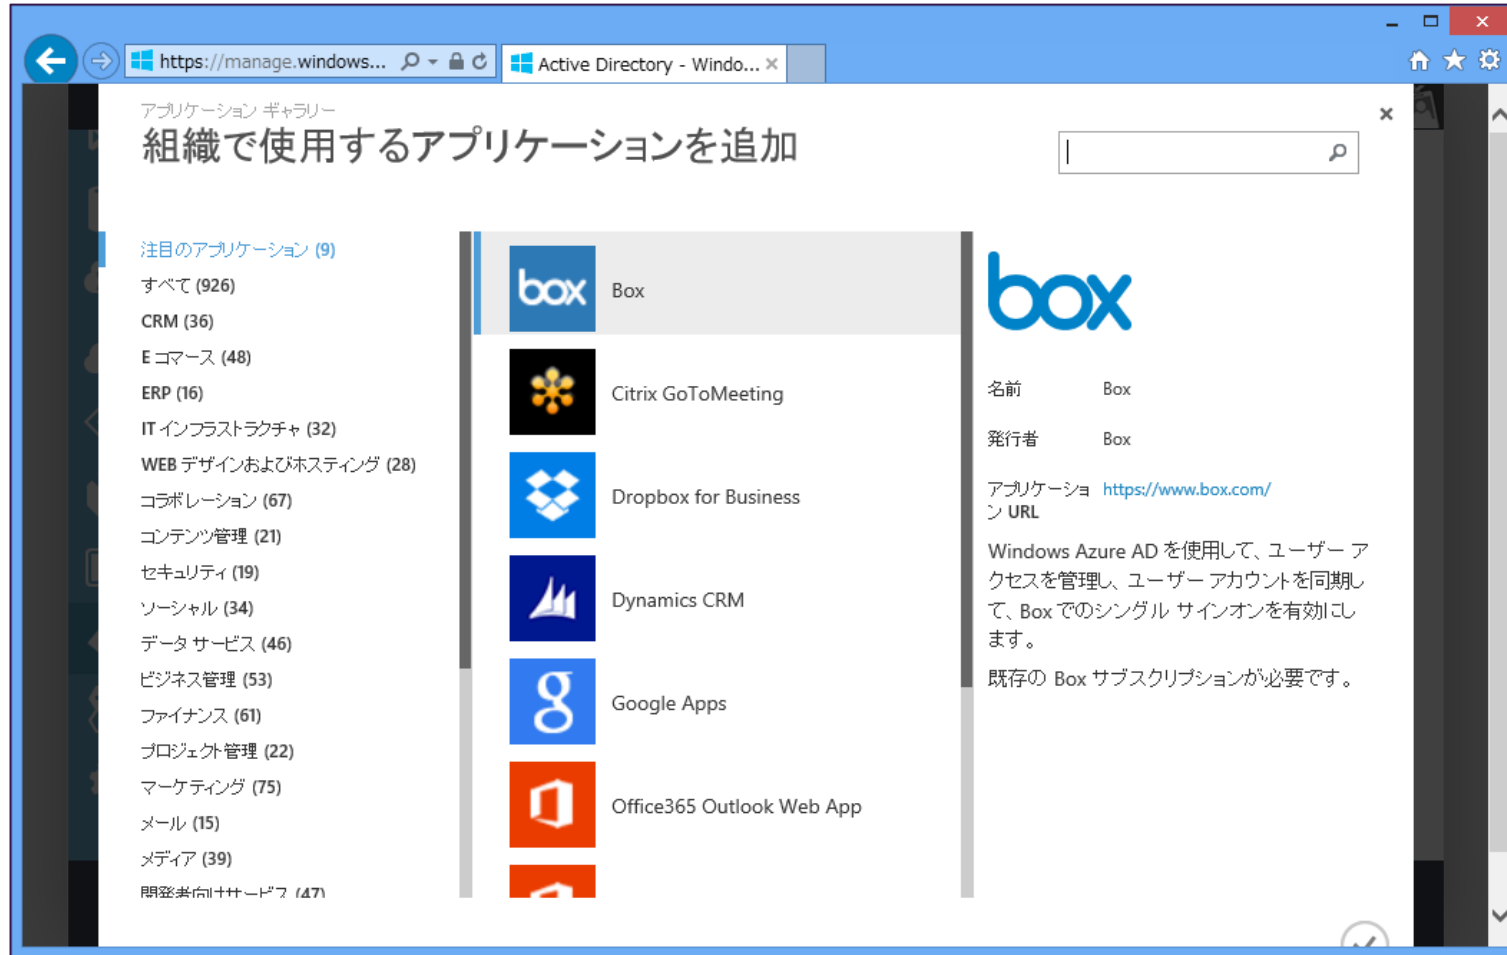 https://manage.windows...
Active Directory - Windo...
アプリケーション ギャラリー
組織で使用するアプリケーションを追加
注目のアプリケーション (9)
すべて (926)
CRM (36)
E コマース (48)
ERP (16)
IT インフラストラクチャ (32)
WEB デザインおよびホスティング (28)
コラボレーション (67)
コンテンツ管理 (21)
セキュリティ (19)
ソーシャル (34)
データ サービス (46)
ビジネス管理 (53)
ファイナンス (61)
プロジェクト管理 (22)
マーケティング (75)
メール (15)
メディア (39)
開発者向けサービス (47)
box
Box
Citrix GoToMeeting
Dropbox for Business
Dynamics CRM
g
Google Apps
Office365 Outlook Web App
box
名前 Box
発行者 Box
アプリケーショ https://www.box.com/
ン URL
Windows Azure AD を使用して、ユーザー ア
クセスを管理し、ユーザー アカウントを同期し
て、Box でのシングル サインオンを有効にし
ます。
既存の Box サブスクリプションが必要です。